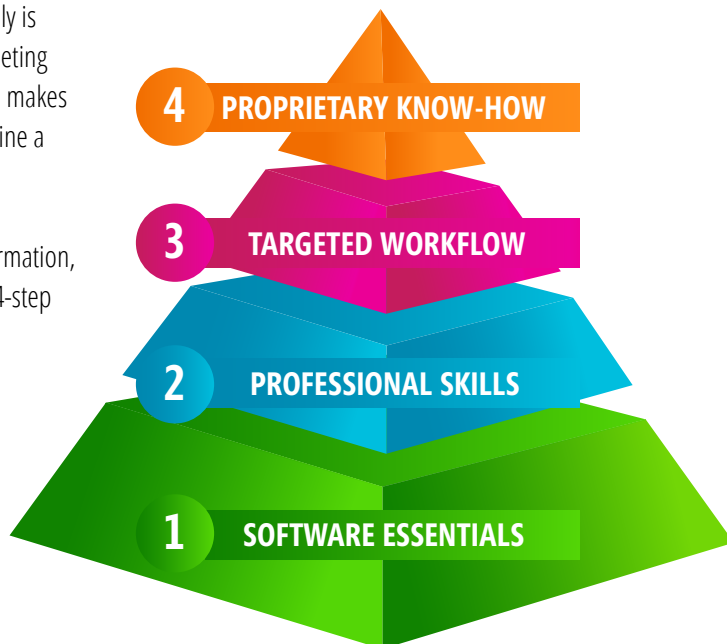 ly is
eting
makes
ine a
rmation,
4-step
4 PROPRIETARY KNOW-HOW
3 TARGETED WORKFLOW
2 PROFESSIONAL SKILLS
1 SOFTWARE ESSENTIALS